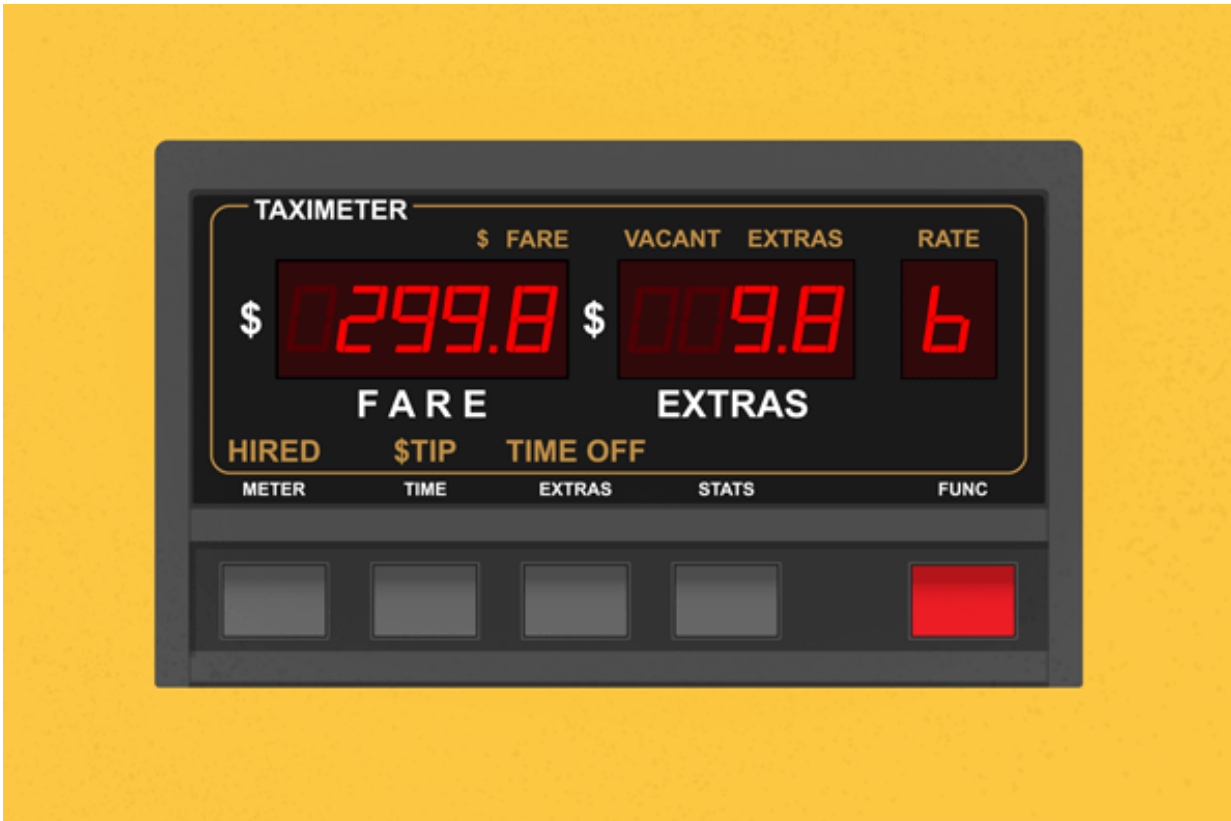 TAXIMETER
$ FARE VACANT EXTRAS RATE
$ 299.8 $ 9.8 b
FARE EXTRAS
HIRED $TIP TIME OFF
METER TIME EXTRAS STATS FUNC